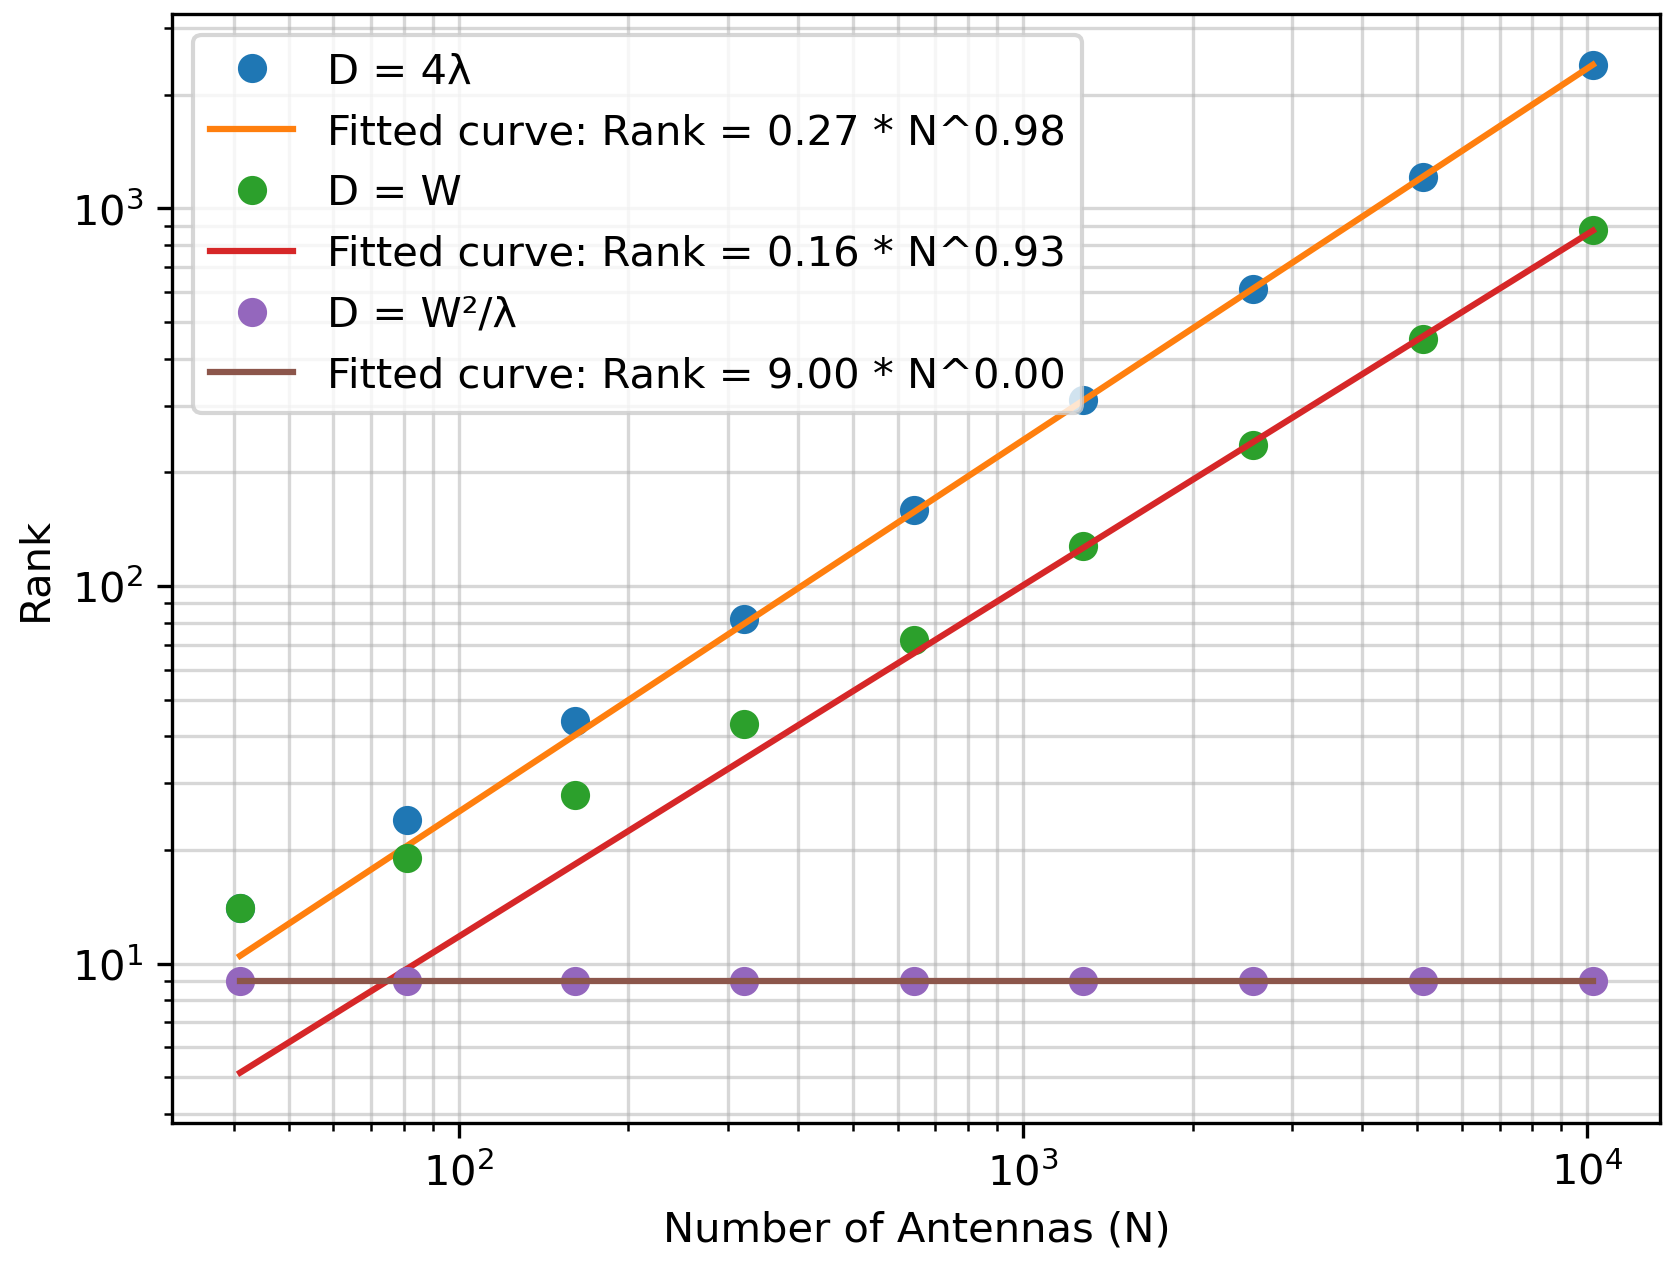 D = 4λ
Fitted curve: Rank = 0.27 * N^0.98
D = W
Fitted curve: Rank = 0.16 * N^0.93
D = W²/λ
Fitted curve: Rank = 9.00 * N^0.00
10³
10²
10¹
Rank
10² 10³ 10⁴
Number of Antennas (N)